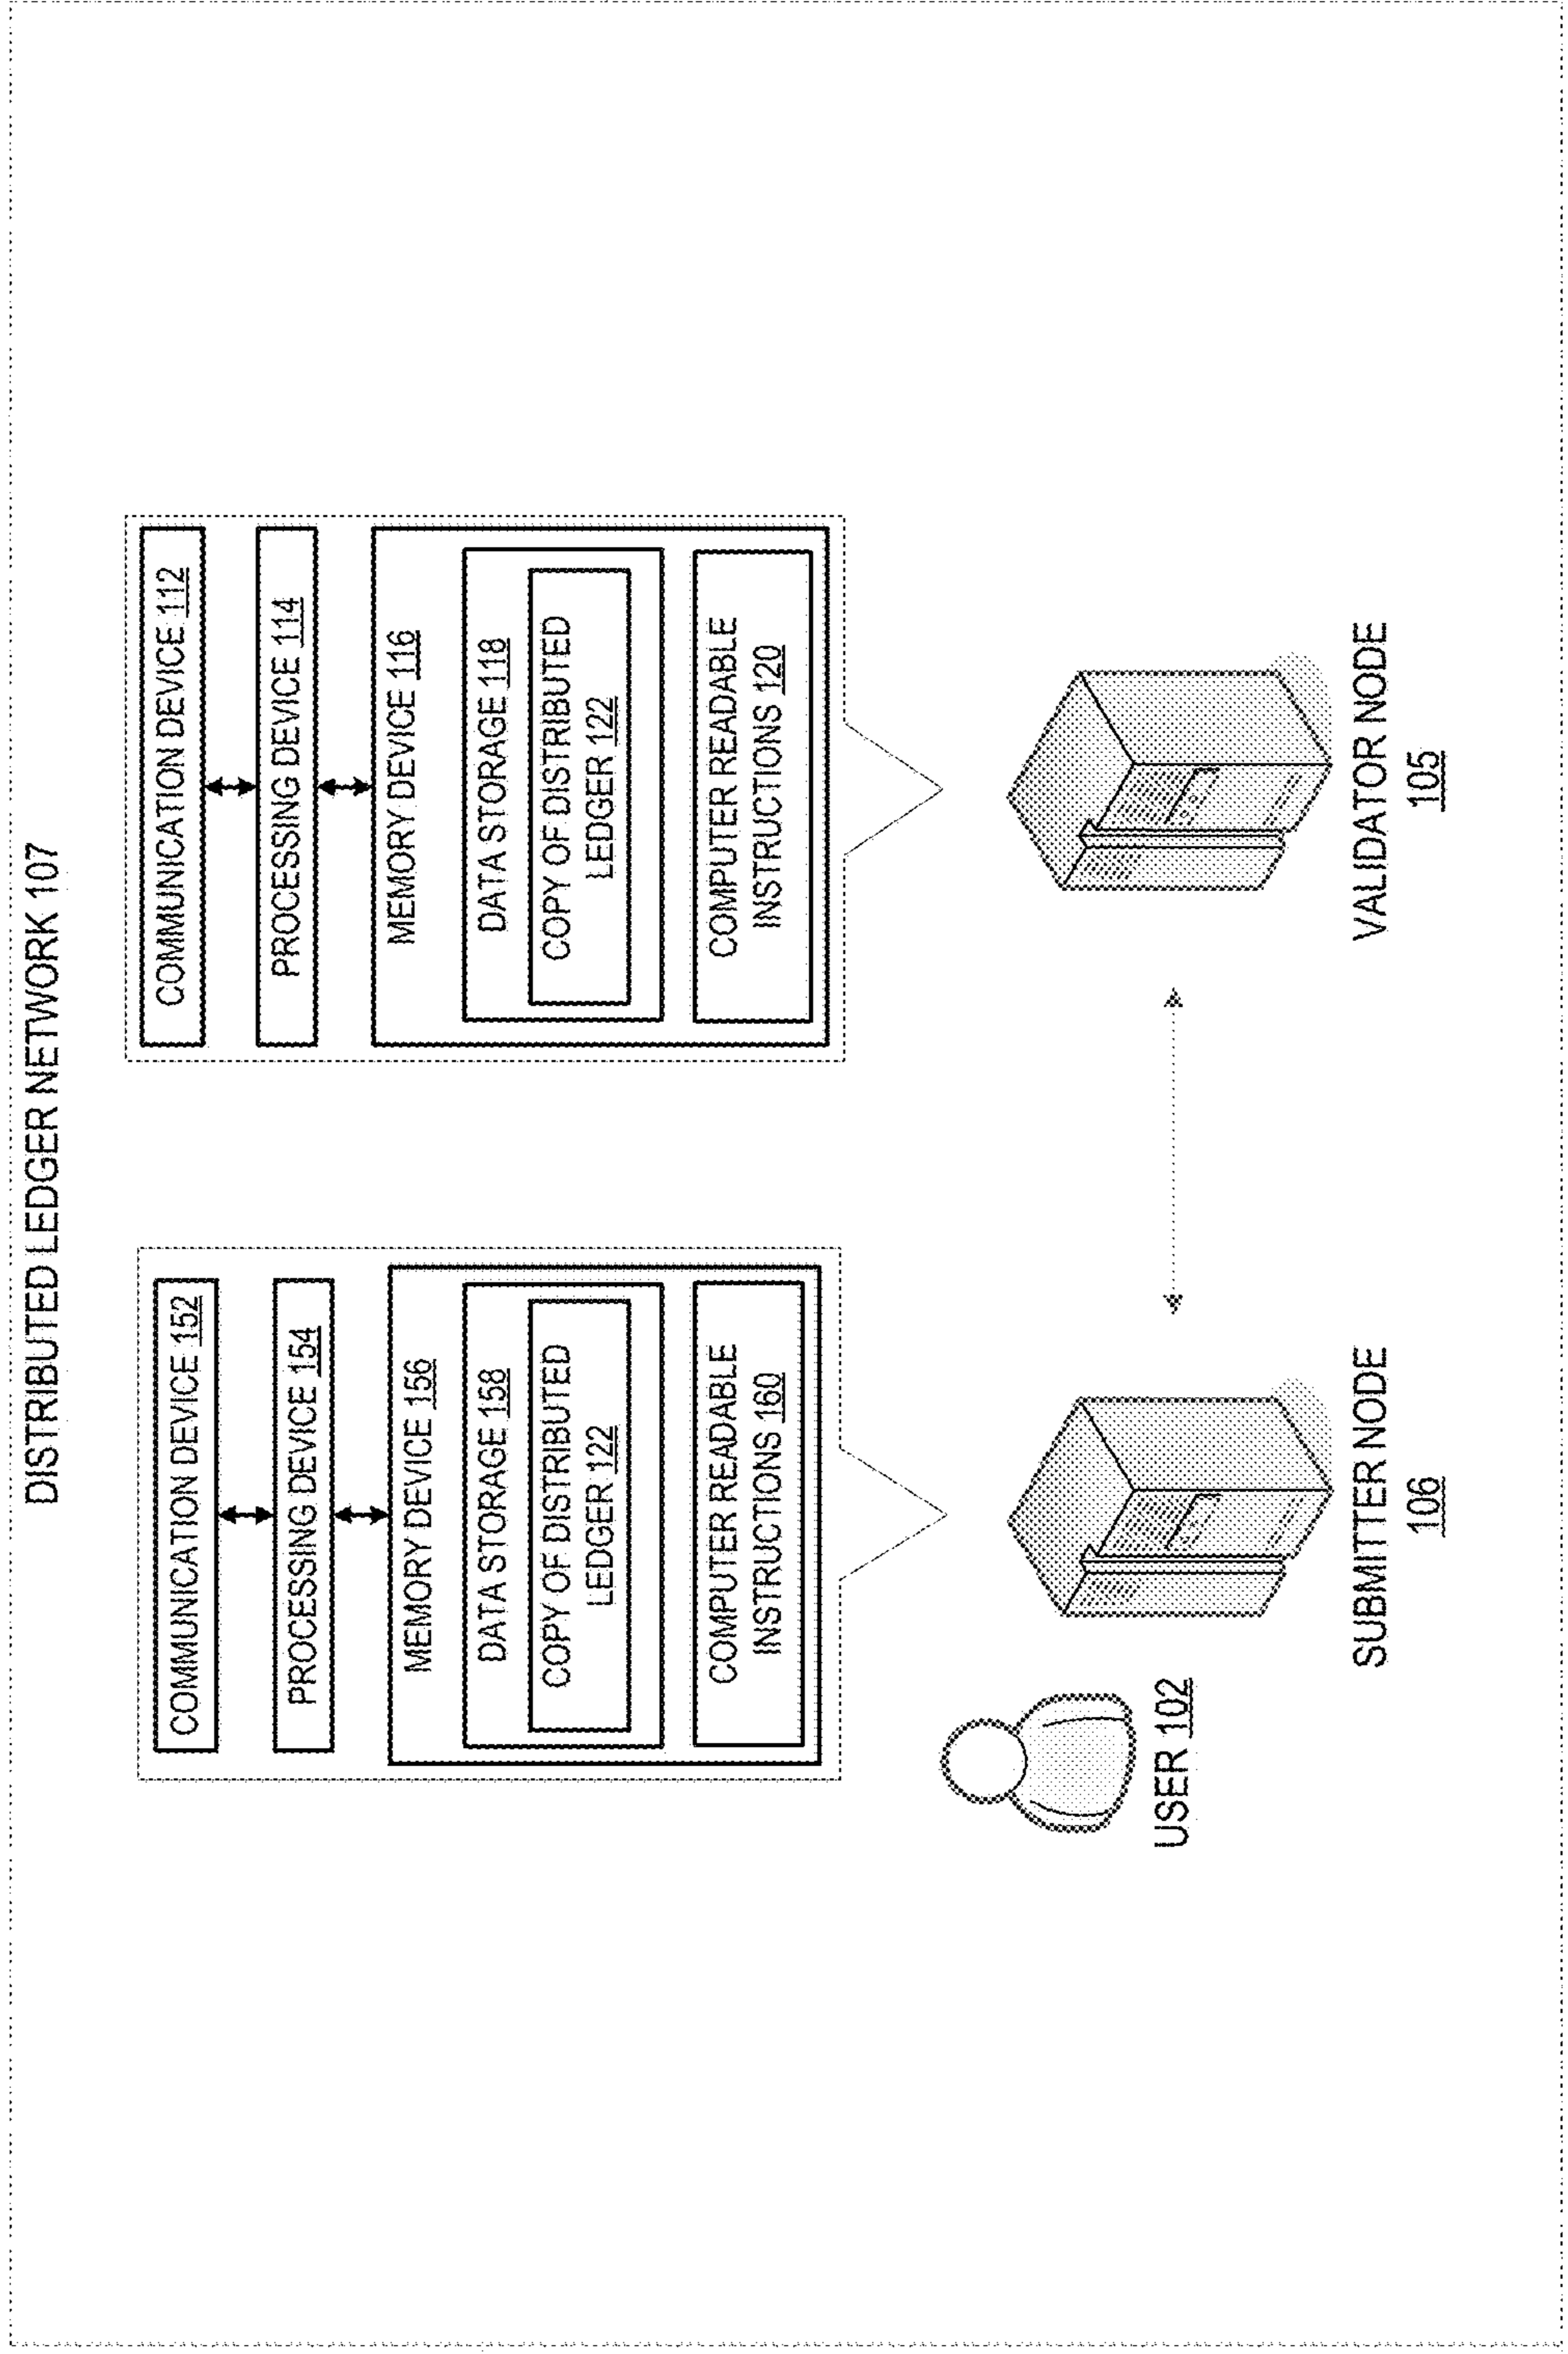 DISTRIBUTED LEDGER NETWORK 107
COMMUNICATION DEVICE 152
PROCESSING DEVICE 154
MEMORY DEVICE 156
DATA STORAGE 158
COPY OF DISTRIBUTED
LEDGER 122
COMPUTER READABLE
INSTRUCTIONS 160
USER 102
SUBMITTER NODE
106
COMMUNICATION DEVICE 112
PROCESSING DEVICE 114
MEMORY DEVICE 116
DATA STORAGE 118
COPY OF DISTRIBUTED
LEDGER 122
COMPUTER READABLE
INSTRUCTIONS 120
VALIDATOR NODE
105